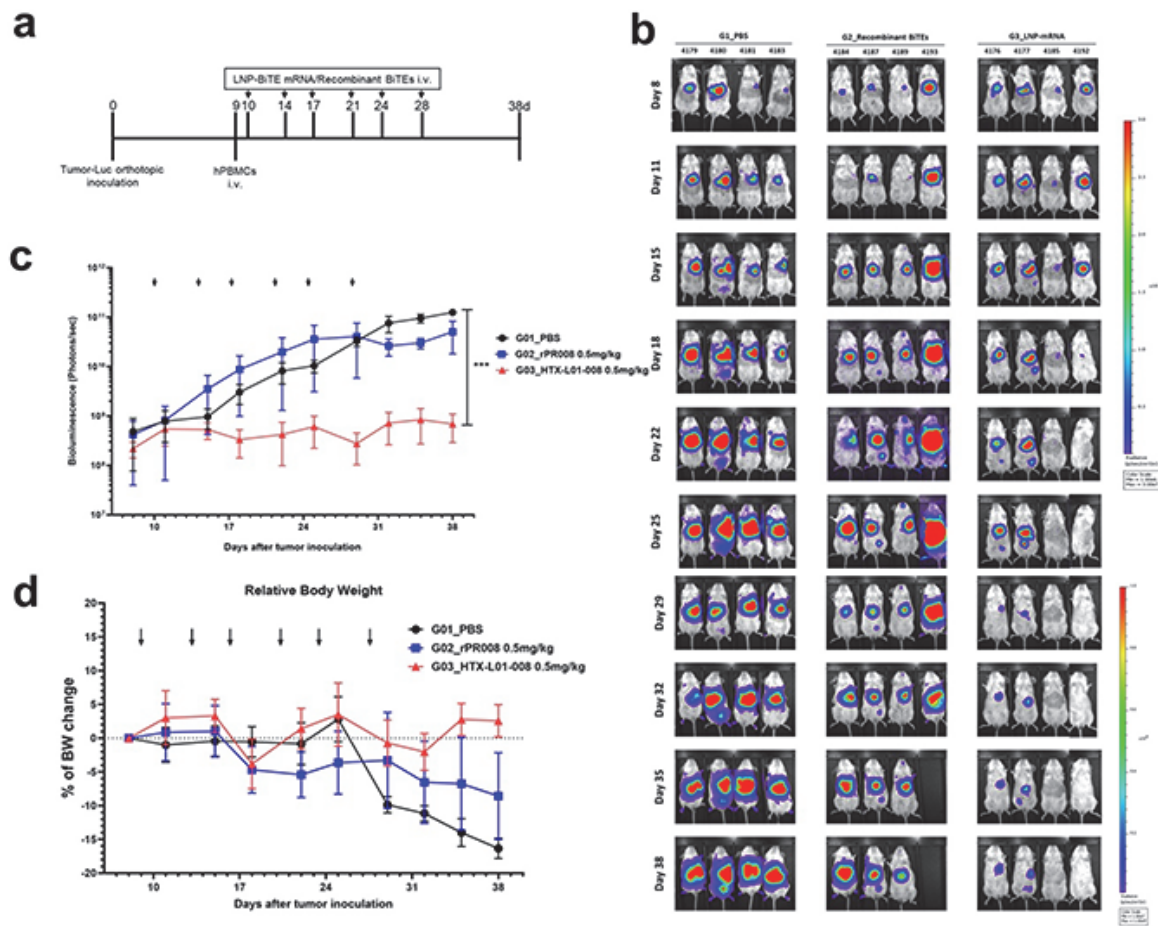 a
LNP-BiTE mRNA/Recombinant BiTEs i.v.
0 9 10 14 17 21 24 28 38d
Tumor-Luc orthotopic
inoculation
hPBMCs
i.v.
b
G1_PBS G2_Recombinant BiTEs G3_LNP-mRNA
4179 4180 4181 4183 4184 4187 4189 4193 4176 4177 4185 4192
Day 8
Day 11
Day 15
Day 18
Day 22
Day 25
Day 29
Day 32
Day 35
Day 38
c
Bioluminescence (Photons/sec)
10¹²
10¹¹
10¹⁰
10⁹
10⁸
10⁷
10 17 24 31 38
Days after tumor inoculation
G01_PBS
G02_rPR008 0.5mg/kg
G03_HTX-L01-008 0.5mg/kg
***
d
Relative Body Weight
% of BW change
20
15
10
5
0
-5
-10
-15
-20
10 17 24 31 38
Days after tumor inoculation
G01_PBS
G02_rPR008 0.5mg/kg
G03_HTX-L01-008 0.5mg/kg